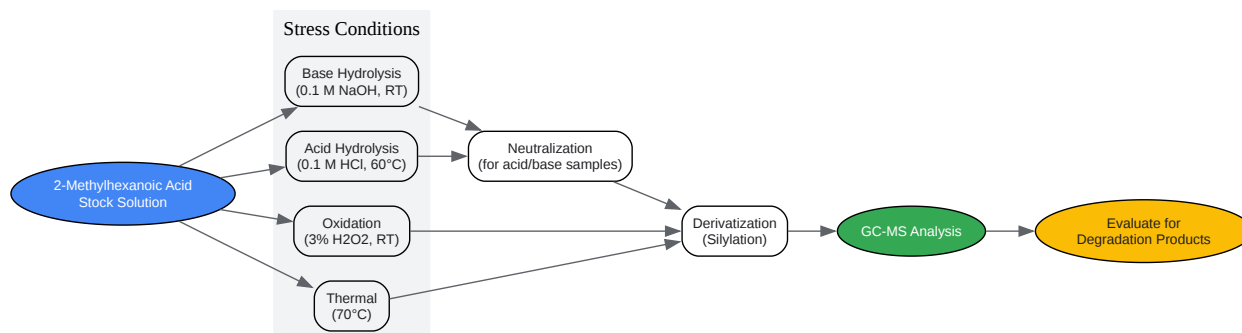 Stress Conditions
Base Hydrolysis
(0.1 M NaOH, RT)
Acid Hydrolysis
(0.1 M HCl, 60°C)
Oxidation
(3% H2O2, RT)
Thermal
(70°C)
2-Methylhexanoic Acid
Stock Solution
Neutralization
(for acid/base samples)
Derivatization
(Silylation)
GC-MS Analysis
Evaluate for
Degradation Products